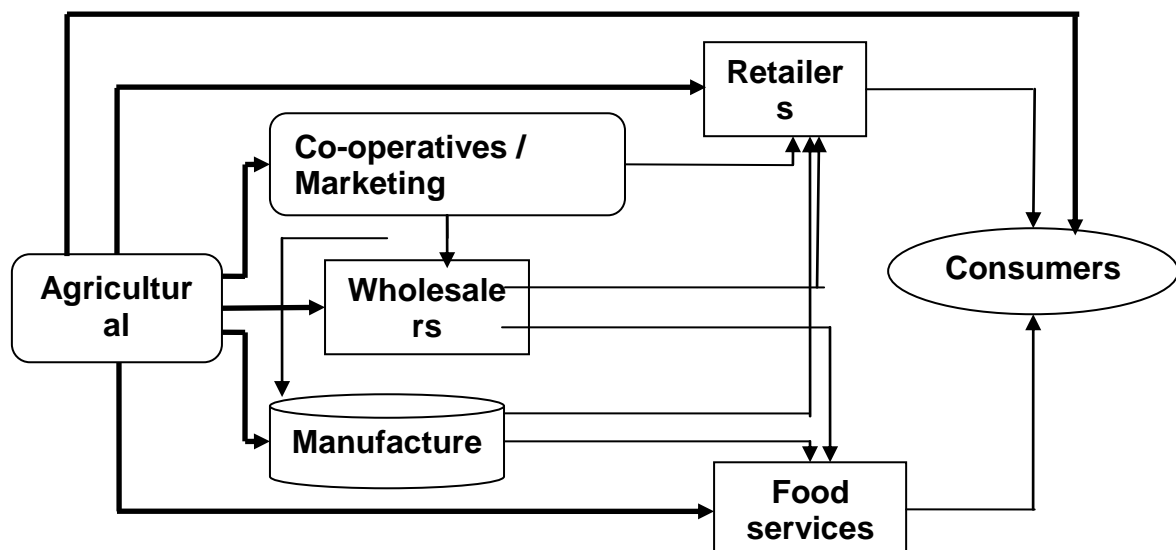 Retailer
s
Co-operatives /
Marketing
Agricultur
al
Wholesale
rs
Consumers
Manufacture
Food
services